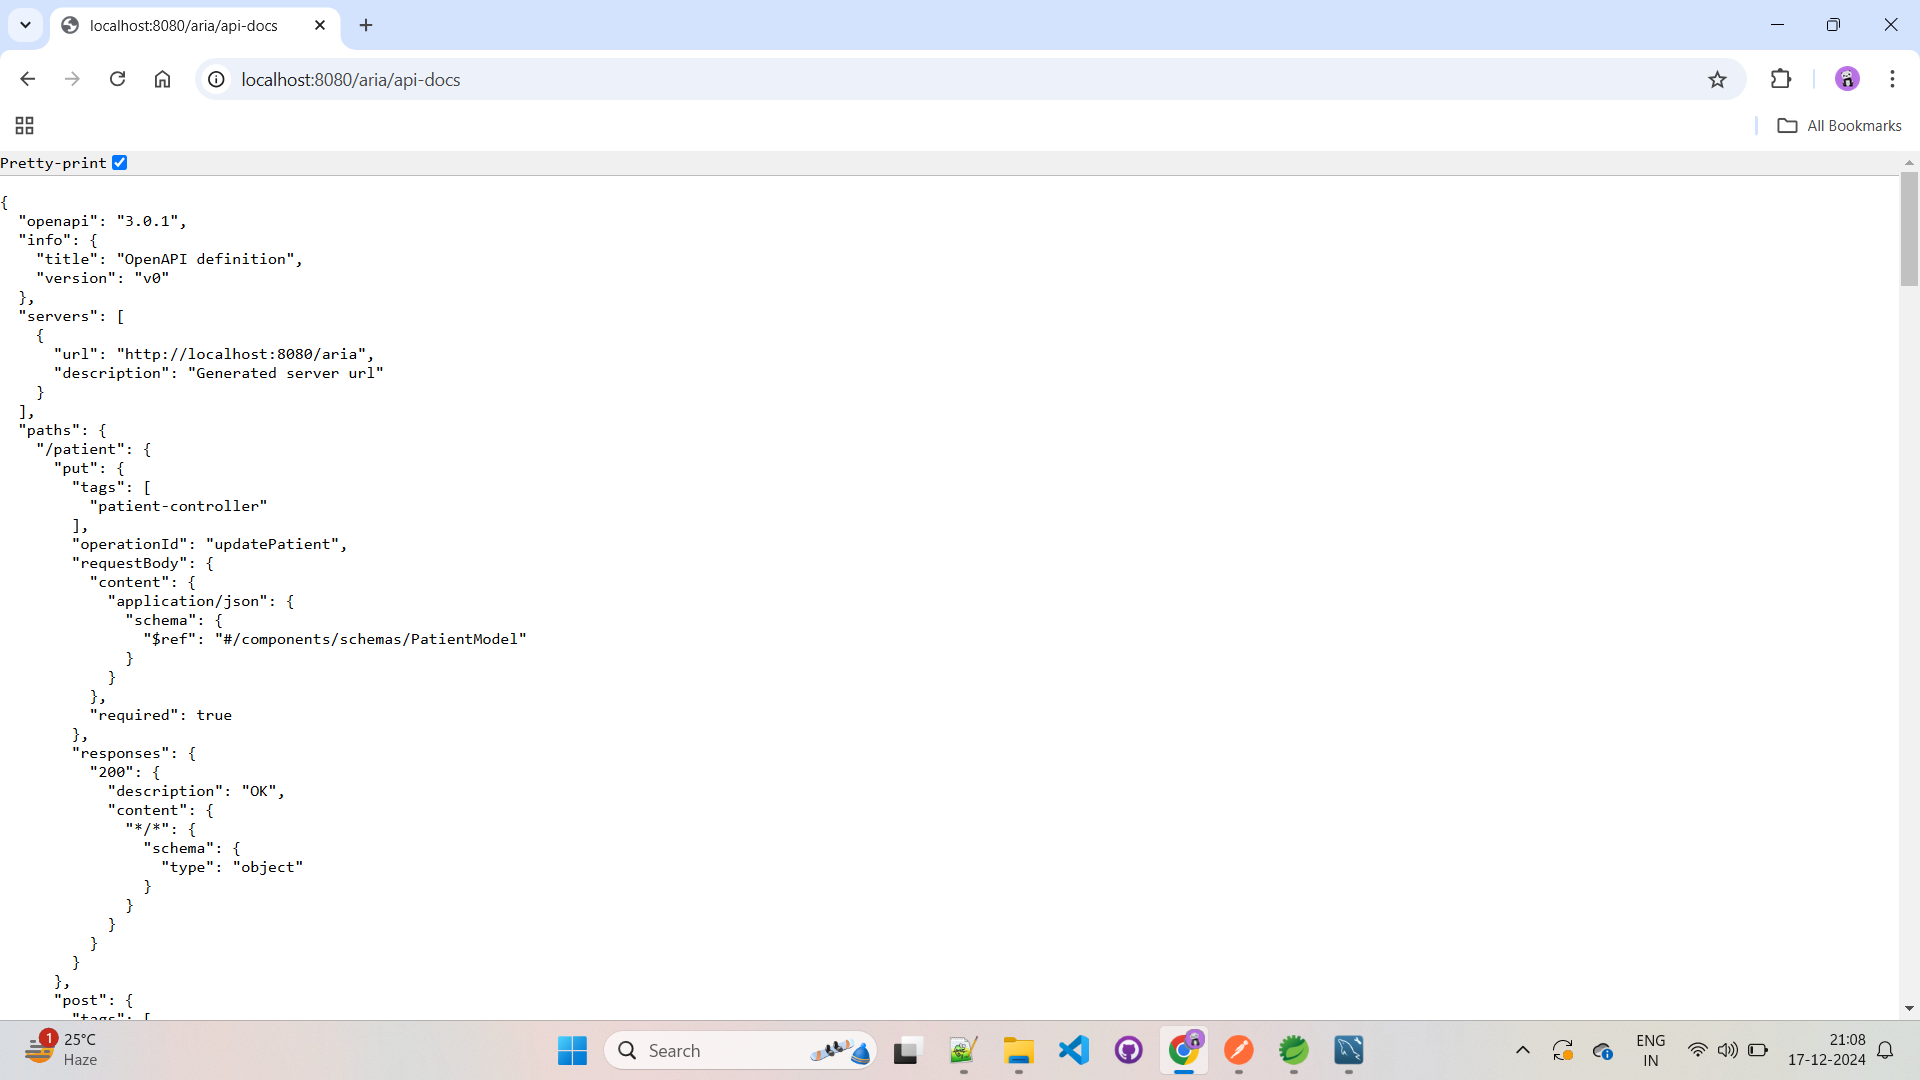 localhost:8080/aria/api-docs
localhost:8080/aria/api-docs
All Bookmarks
Pretty-print
{
  "openapi": "3.0.1",
  "info": {
    "title": "OpenAPI definition",
    "version": "v0"
  },
  "servers": [
    {
      "url": "http://localhost:8080/aria",
      "description": "Generated server url"
    }
  ],
  "paths": {
    "/patient": {
      "put": {
        "tags": [
          "patient-controller"
        ],
        "operationId": "updatePatient",
        "requestBody": {
          "content": {
            "application/json": {
              "schema": {
                "$ref": "#/components/schemas/PatientModel"
              }
            }
          },
          "required": true
        },
        "responses": {
          "200": {
            "description": "OK",
            "content": {
              "*/*": {
                "schema": {
                  "type": "object"
                }
              }
            }
          }
        }
      },
      "post": {
        "tags": [
1
25°C
Haze
Search
ENG
IN
21:08
17-12-2024